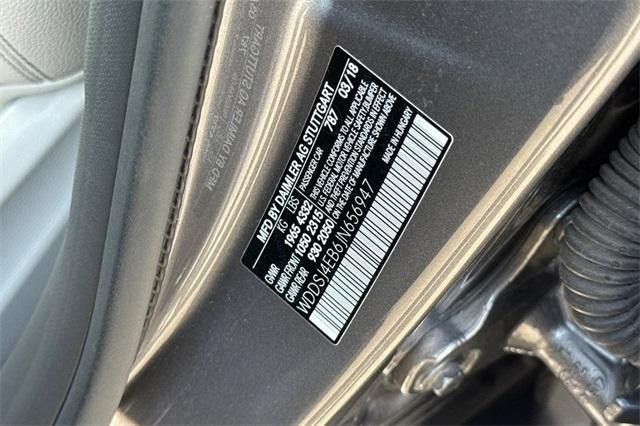 MFD BY DAIMLER AG STUTTGART 787 03/18
KG LBS PASSENGER CAR
GVWR 1965 4332 THIS VEHICLE CONFORMS TO ALL APPLICABLE
GAWR FRONT 1050 2315 U.S. FEDERAL MOTOR VEHICLE SAFETY, BUMPER
GAWR REAR 930 2050 AND THEFT PREVENTION STANDARDS IN EFFECT
ON THE DATE OF MANUFACTURE SHOWN ABOVE.
WDDSJ4EB6JN656947 MADE IN HUNGARY